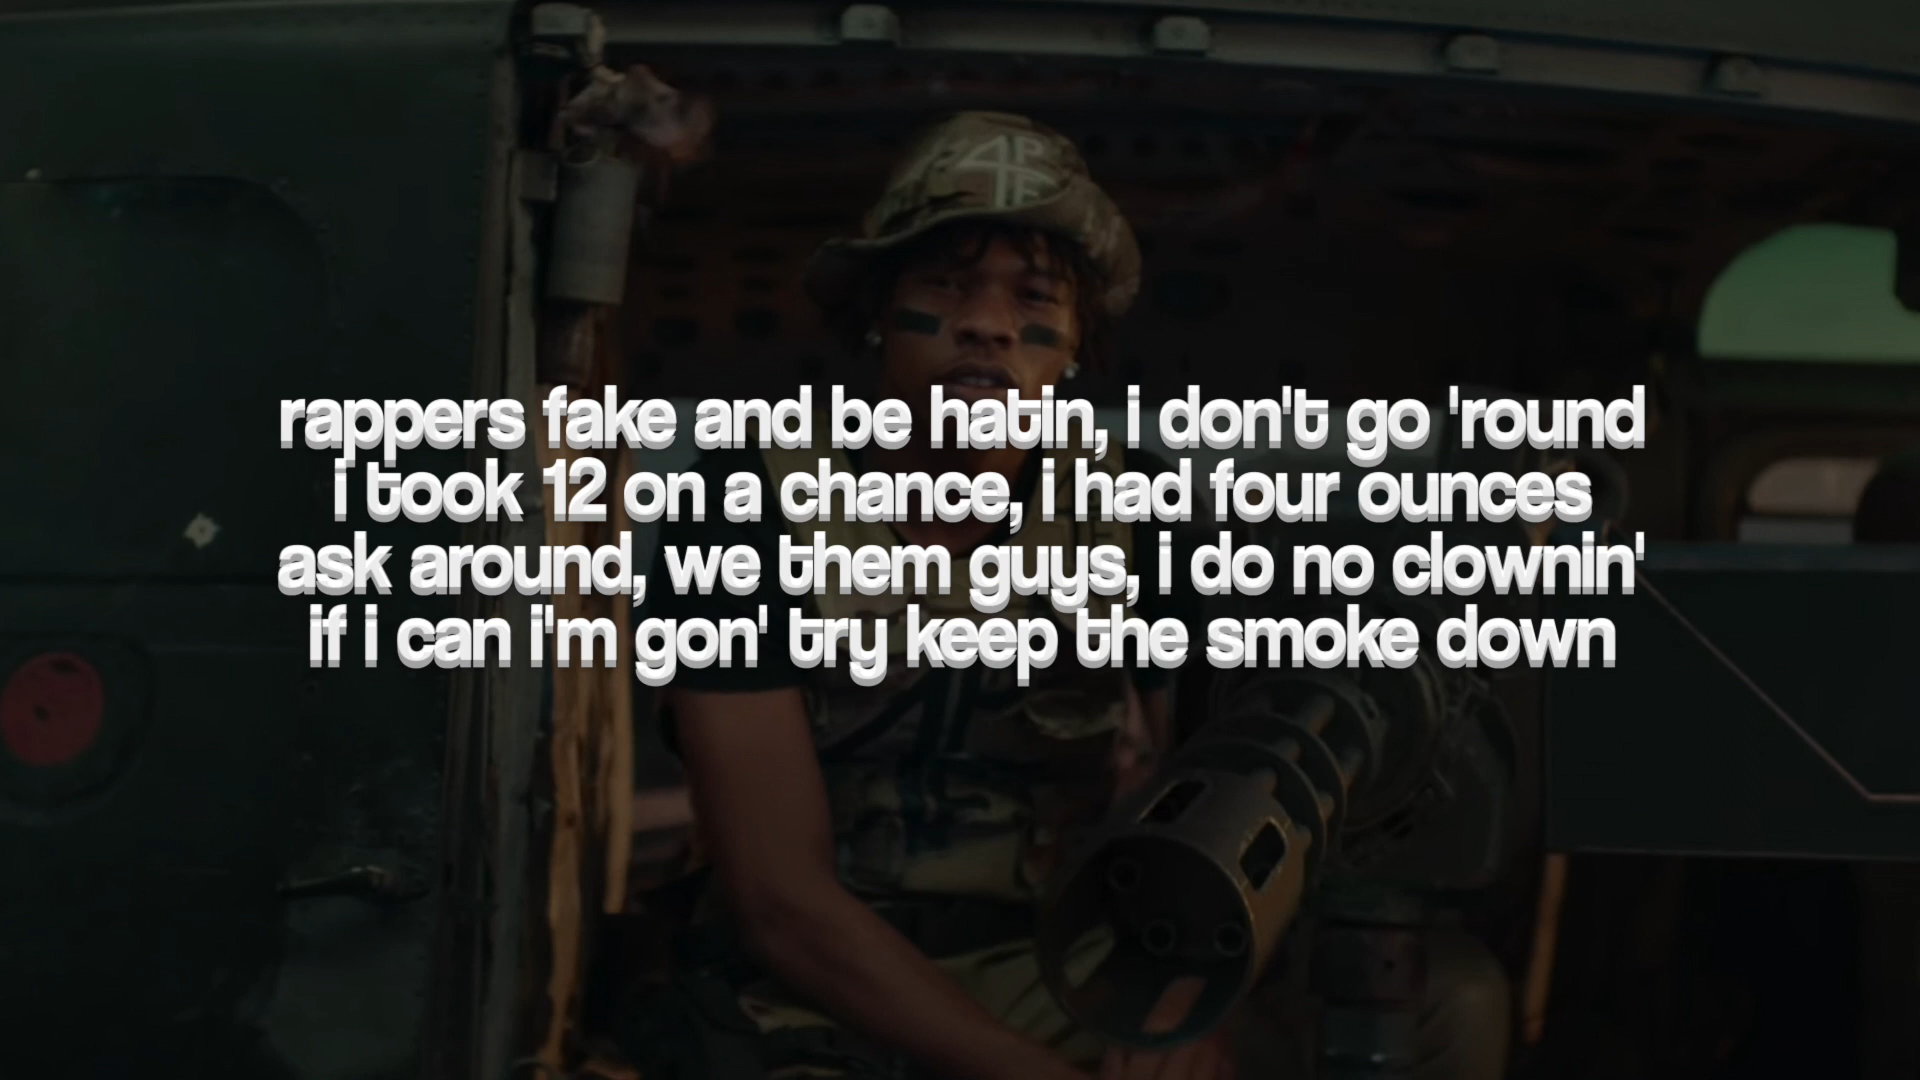 4PF
rappers fake and be hatin, i don't go 'round
i took 12 on a chance, i had four ounces
ask around, we them guys, i do no clownin'
if i can i'm gon' try keep the smoke down